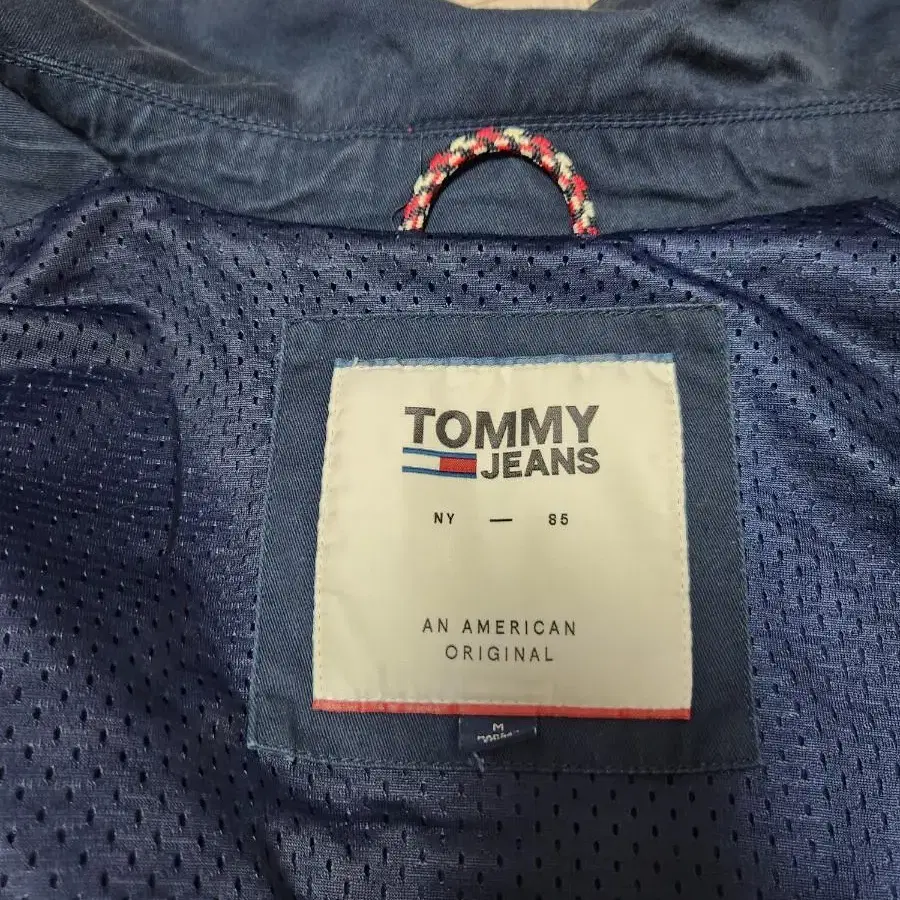 TOMMY
JEANS
NY — 85
AN AMERICAN
ORIGINAL
M